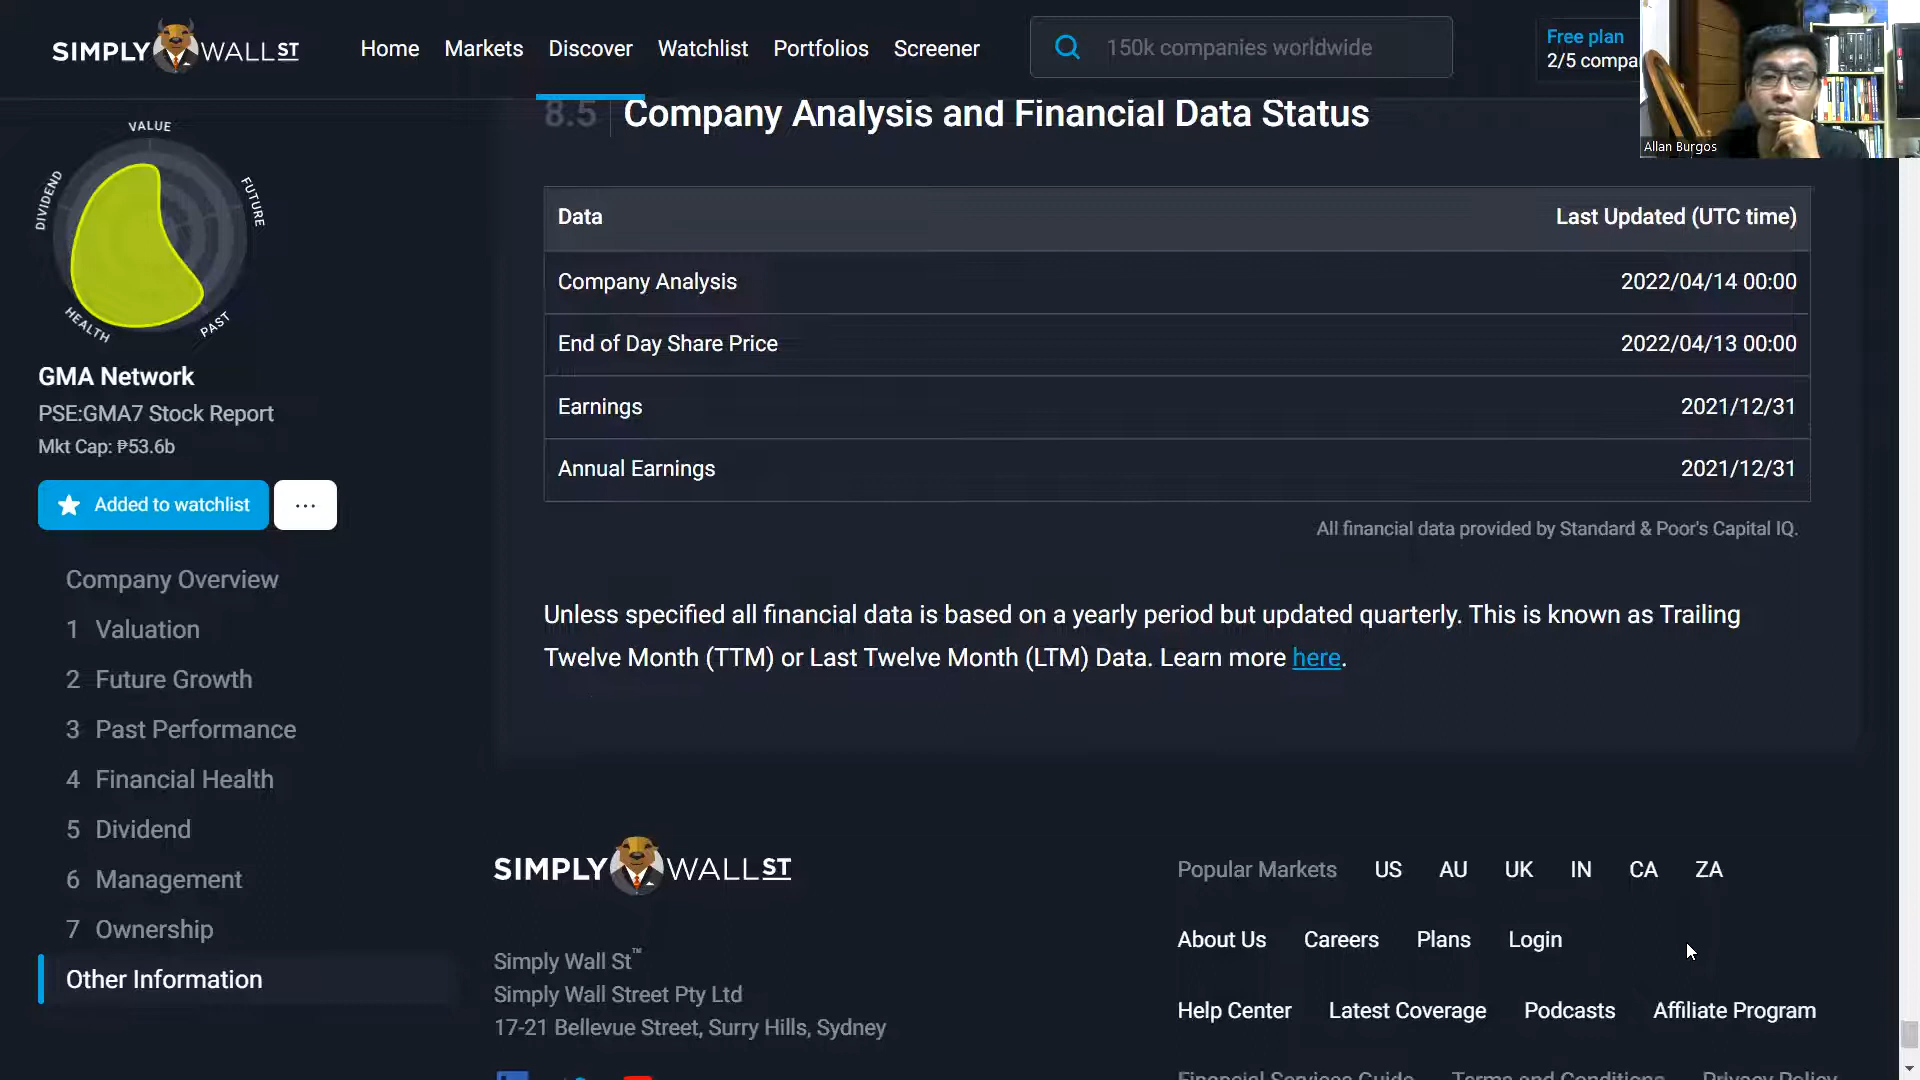 SIMPLY WALL ST
Home Markets Discover Watchlist Portfolios Screener
150k companies worldwide
Free plan
2/5 compa
Allan Burgos
VALUE
FUTURE
PAST
HEALTH
DIVIDEND
GMA Network
PSE:GMA7 Stock Report
Mkt Cap: ₱53.6b
Added to watchlist
...
Company Overview
1 Valuation
2 Future Growth
3 Past Performance
4 Financial Health
5 Dividend
6 Management
7 Ownership
Other Information
8.5 Company Analysis and Financial Data Status
Data Last Updated (UTC time)
Company Analysis 2022/04/14 00:00
End of Day Share Price 2022/04/13 00:00
Earnings 2021/12/31
Annual Earnings 2021/12/31
All financial data provided by Standard & Poor's Capital IQ.
Unless specified all financial data is based on a yearly period but updated quarterly. This is known as Trailing
Twelve Month (TTM) or Last Twelve Month (LTM) Data. Learn more here.
SIMPLY WALL ST
Simply Wall St™
Simply Wall Street Pty Ltd
17-21 Bellevue Street, Surry Hills, Sydney
Popular Markets US AU UK IN CA ZA
About Us Careers Plans Login
Help Center Latest Coverage Podcasts Affiliate Program
Financial Services Guide Terms and Conditions Privacy Policy